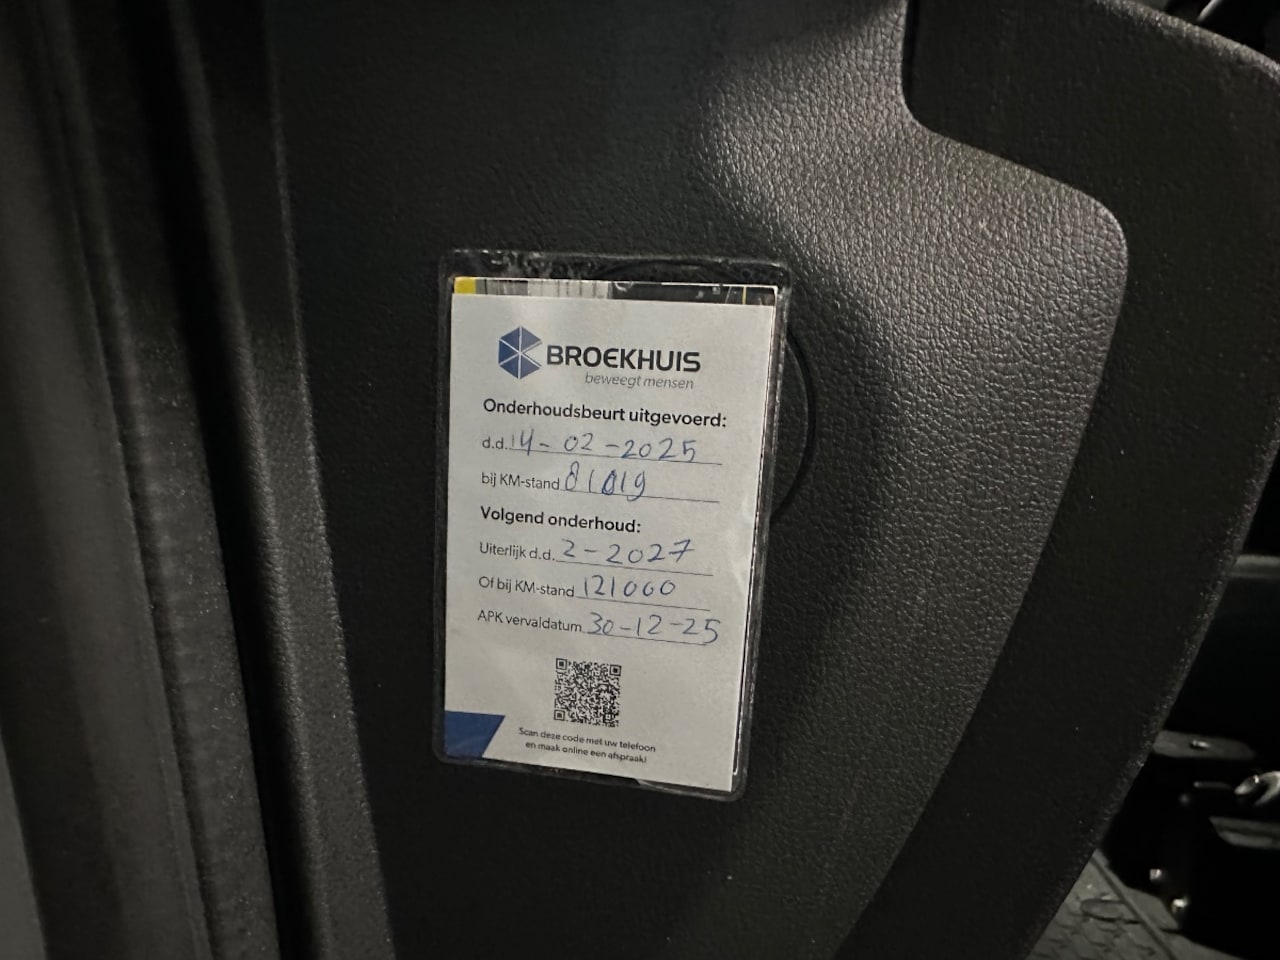 BROEKHUIS
beweegt mensen
Onderhoudsbeurt uitgevoerd:
d.d. 14-02-2025
bij KM-stand 81019
Volgend onderhoud:
Uiterlijk d.d. 2-2027
Of bij KM-stand 121000
APK vervaldatum 30-12-25
Scan deze code met uw telefoon
en maak online een afspraak!